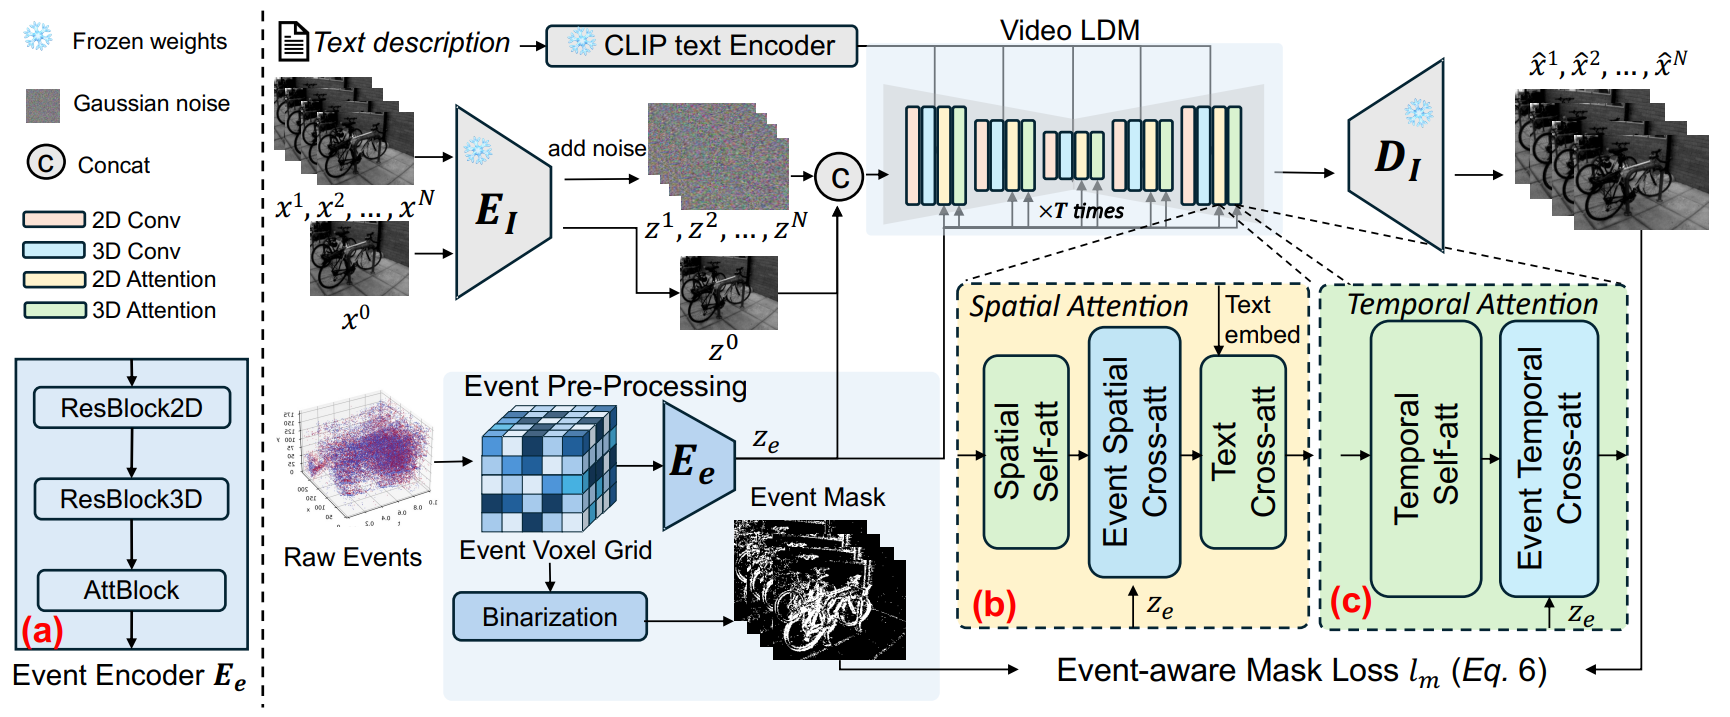 Frozen weights
Gaussian noise
C
Concat
2D Conv
3D Conv
2D Attention
3D Attention
ResBlock2D
ResBlock3D
AttBlock
(a)
Event Encoder E_e
Text description
CLIP text Encoder
Video LDM
x^1, x^2, ..., x^N
x^0
E_I
add noise
z^1, z^2, ..., z^N
z^0
C
×T times
D_I
x̂^1, x̂^2, ..., x̂^N
Raw Events
Event Pre-Processing
Event Voxel Grid
E_e
z_e
Binarization
Event Mask
Spatial Attention
Text
embed
Spatial
Self-att
Event Spatial
Cross-att
Text
Cross-att
(b)
z_e
Temporal Attention
Temporal
Self-att
Event Temporal
Cross-att
(c)
z_e
Event-aware Mask Loss l_m (Eq. 6)